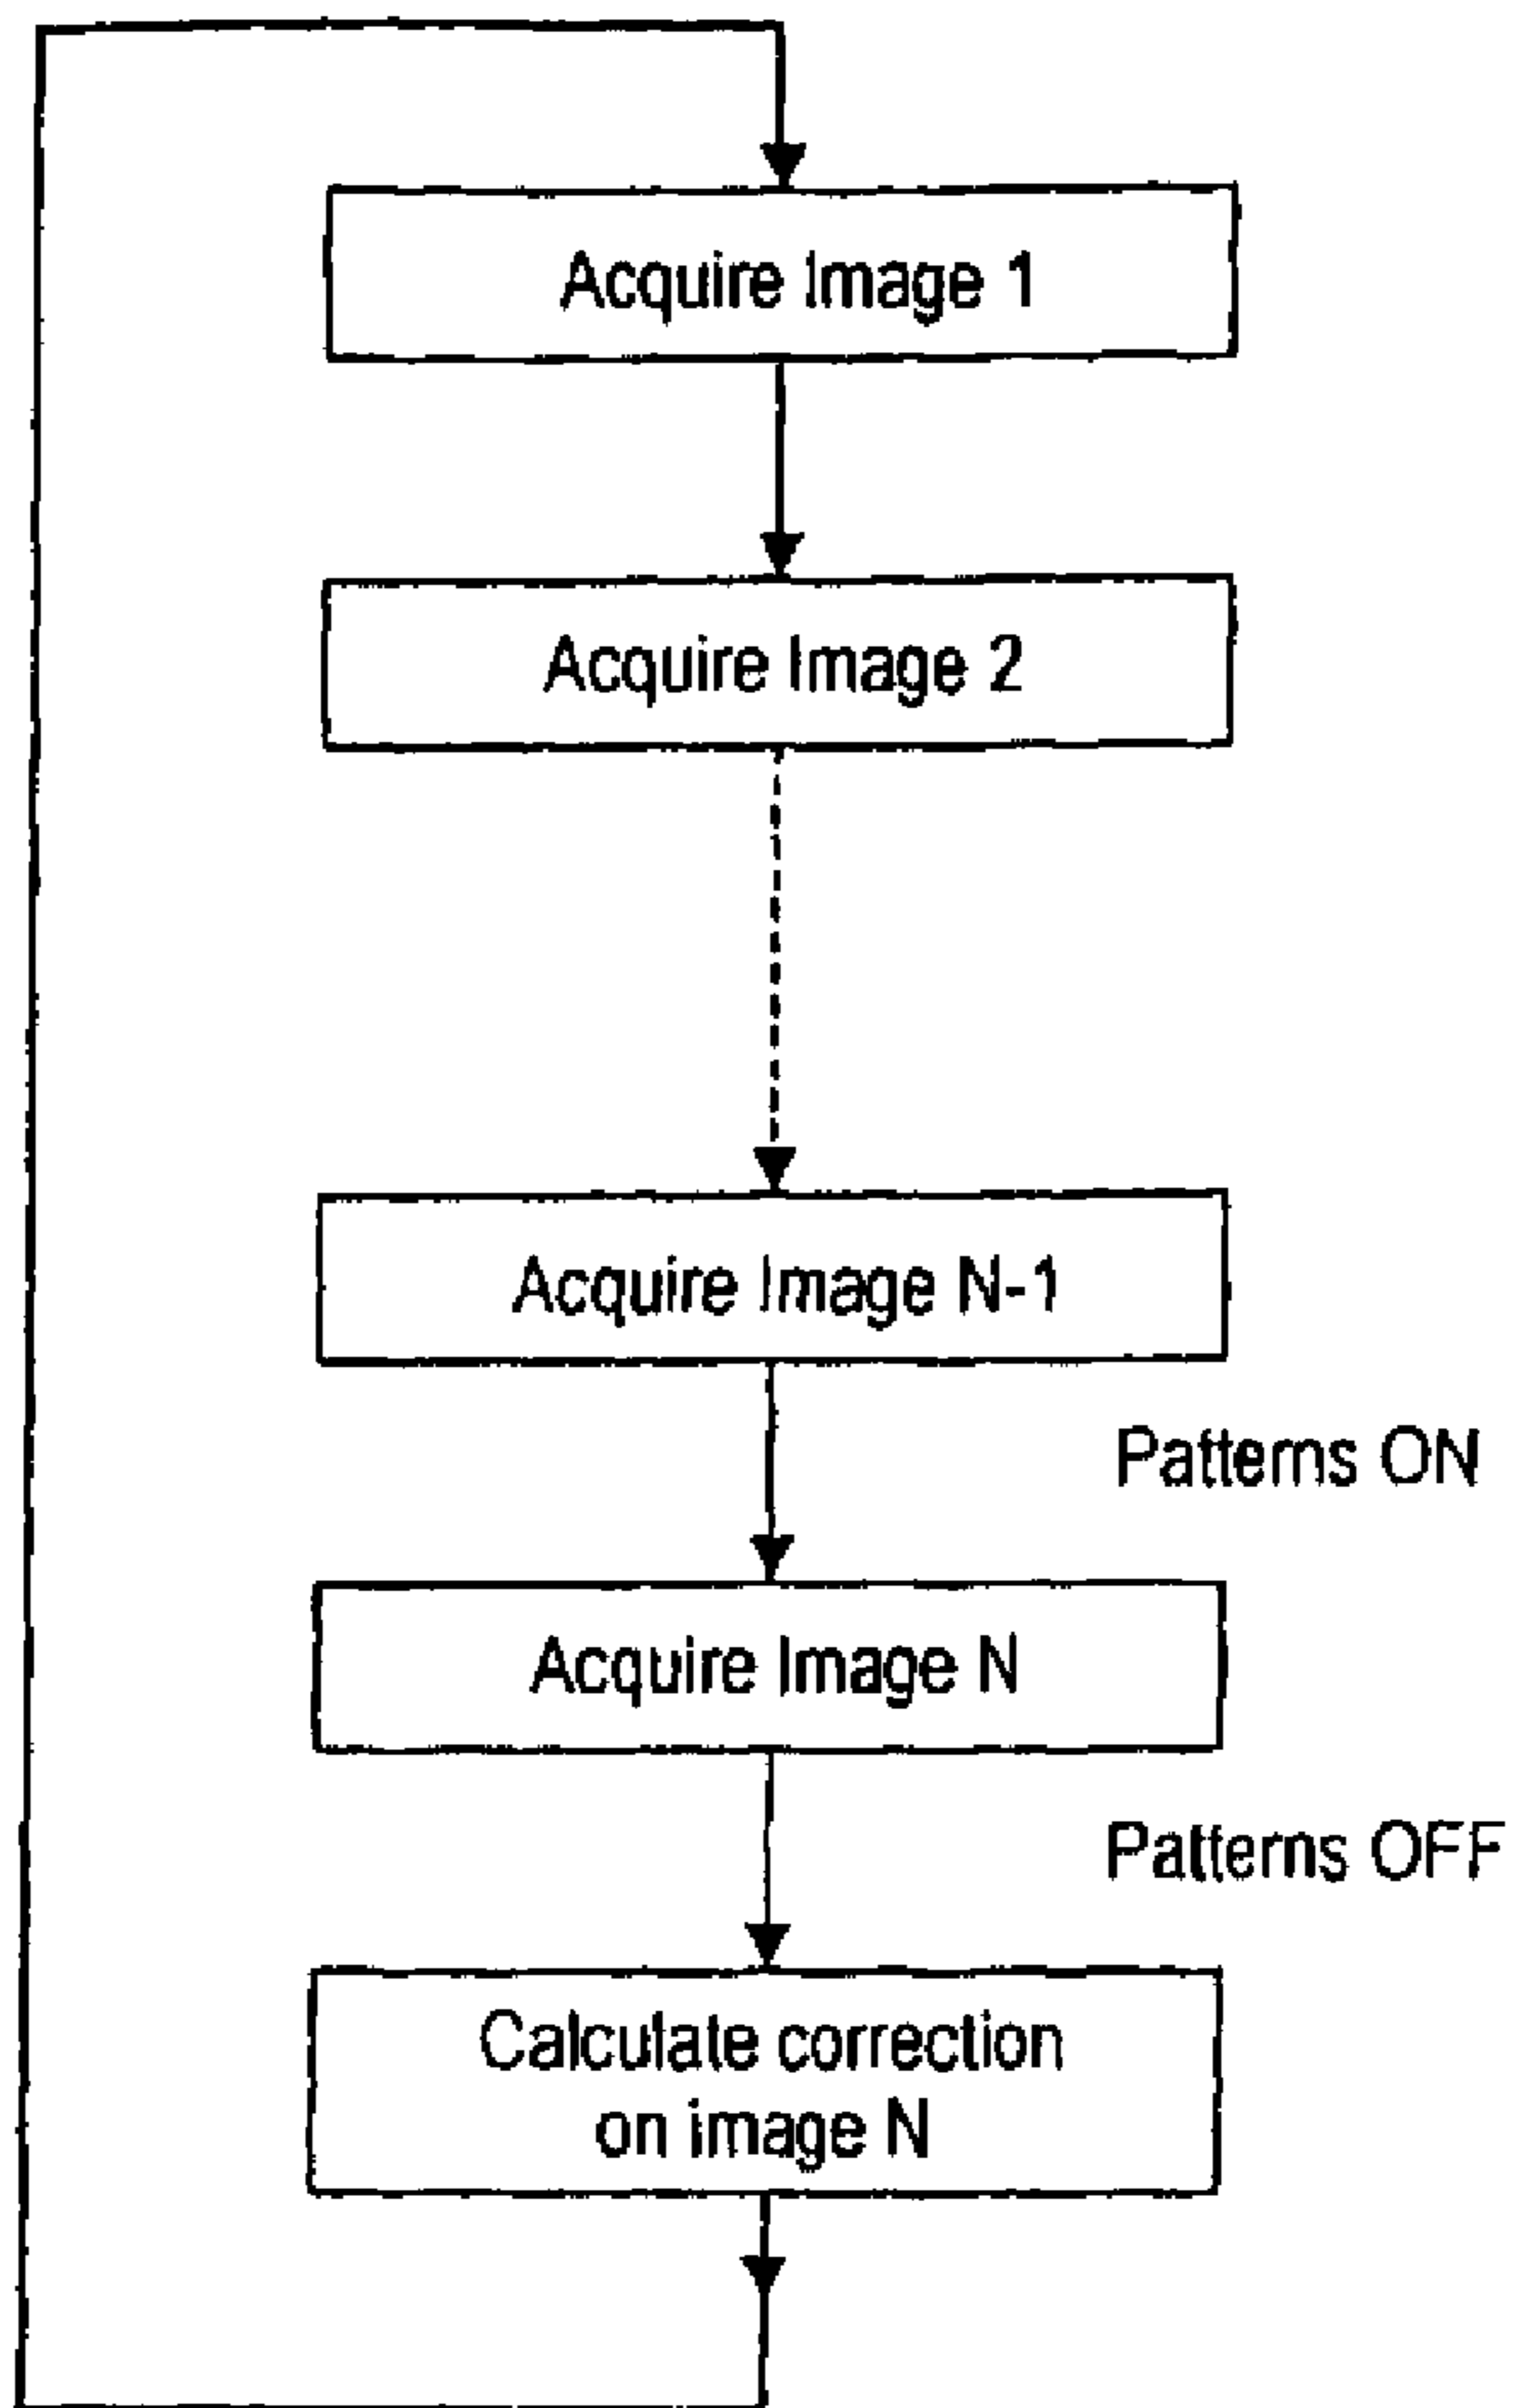 Acquire Image 1
Acquire Image 2
Acquire Image N-1
Patterns ON
Acquire Image N
Patterns OFF
Calculate correction
on image N